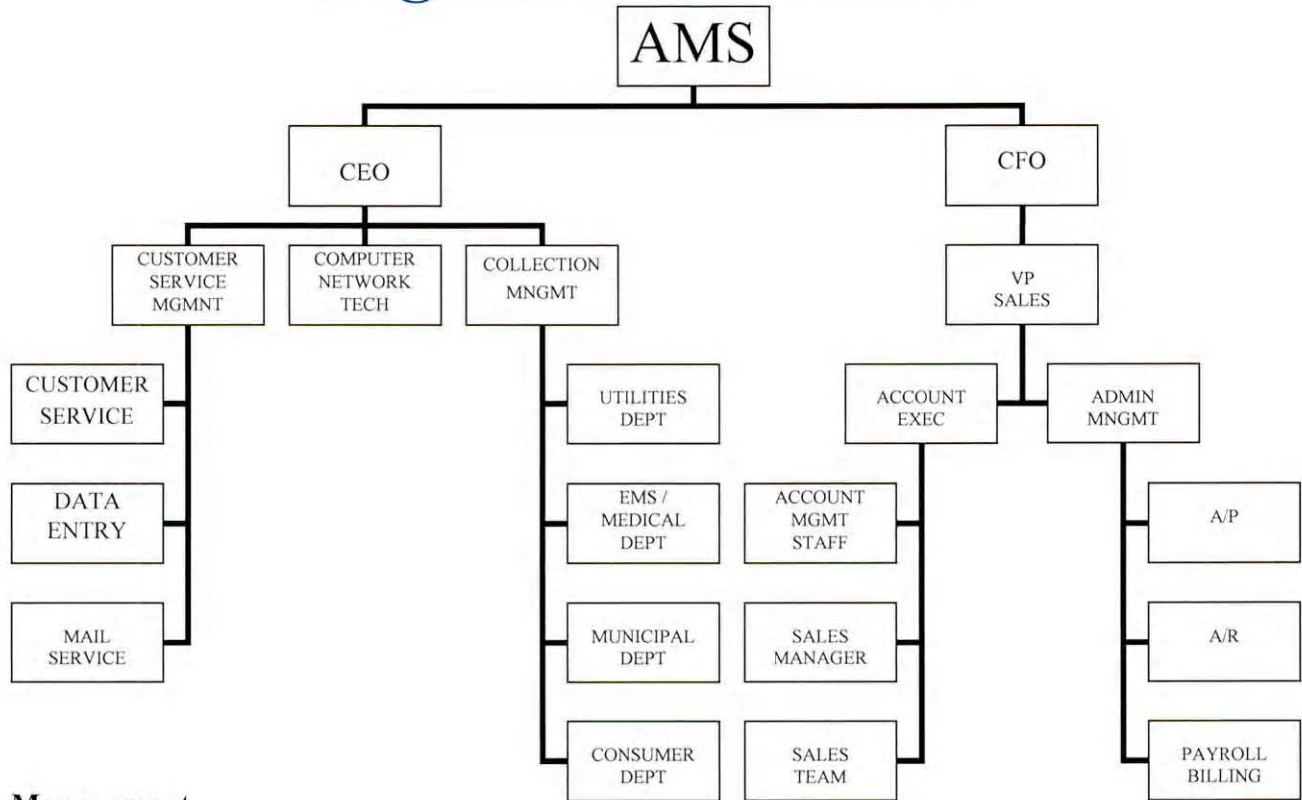 AMS
CEO
CFO
CUSTOMER
SERVICE
MGMNT
COMPUTER
NETWORK
TECH
COLLECTION
MNGMT
VP
SALES
CUSTOMER
SERVICE
UTILITIES
DEPT
ACCOUNT
EXEC
ADMIN
MNGMT
DATA
ENTRY
EMS /
MEDICAL
DEPT
ACCOUNT
MGMT
STAFF
A/P
MAIL
SERVICE
MUNICIPAL
DEPT
SALES
MANAGER
A/R
CONSUMER
DEPT
SALES
TEAM
PAYROLL
BILLING